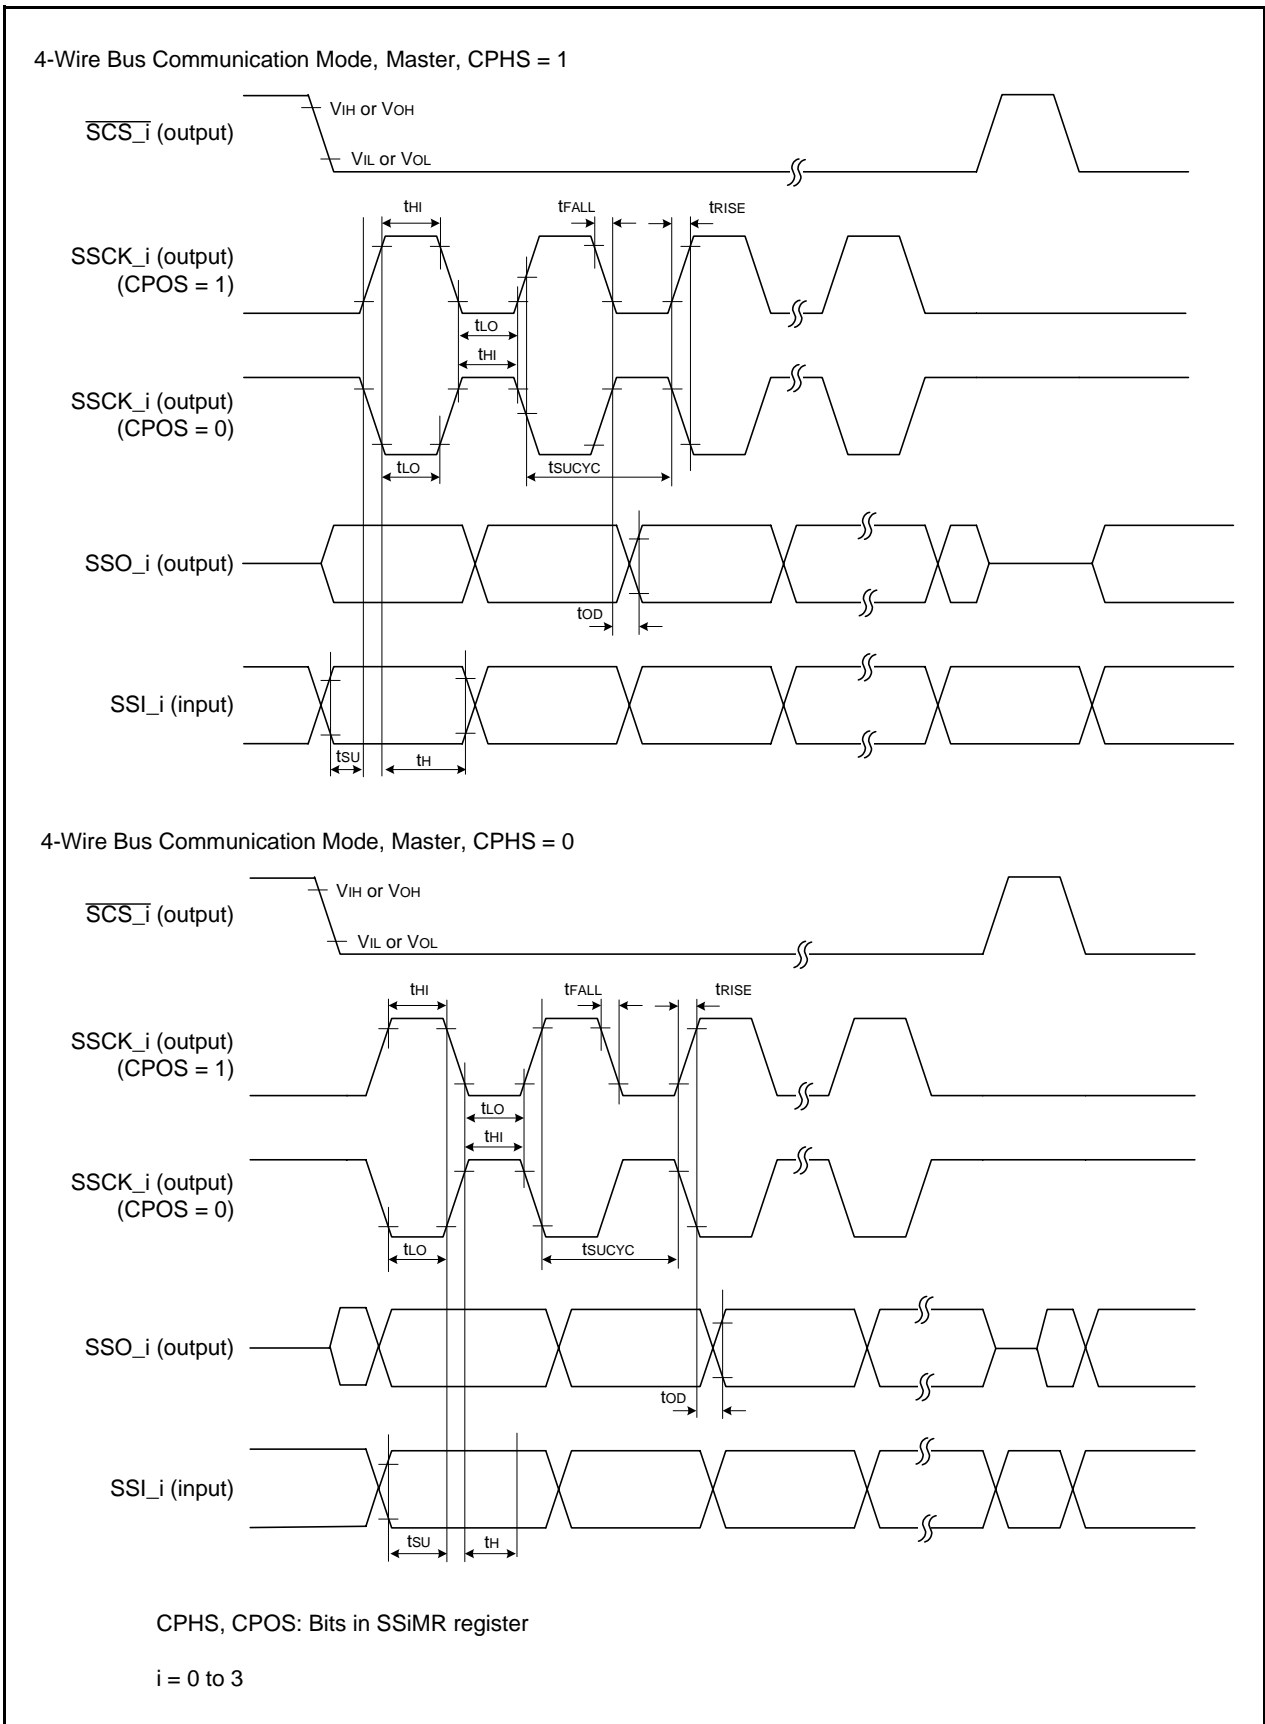 4-Wire Bus Communication Mode, Master, CPHS = 1
VIH or VOH
SCS_i (output)
VIL or VOL
tHI
tFALL
tRISE
SSCK_i (output)
(CPOS = 1)
tLO
tHI
SSCK_i (output)
(CPOS = 0)
tLO
tSUCYC
SSO_i (output)
tOD
SSI_i (input)
tSU
tH
4-Wire Bus Communication Mode, Master, CPHS = 0
VIH or VOH
SCS_i (output)
VIL or VOL
tHI
tFALL
tRISE
SSCK_i (output)
(CPOS = 1)
tLO
tHI
SSCK_i (output)
(CPOS = 0)
tLO
tSUCYC
SSO_i (output)
tOD
SSI_i (input)
tSU
tH
CPHS, CPOS: Bits in SSiMR register
i = 0 to 3